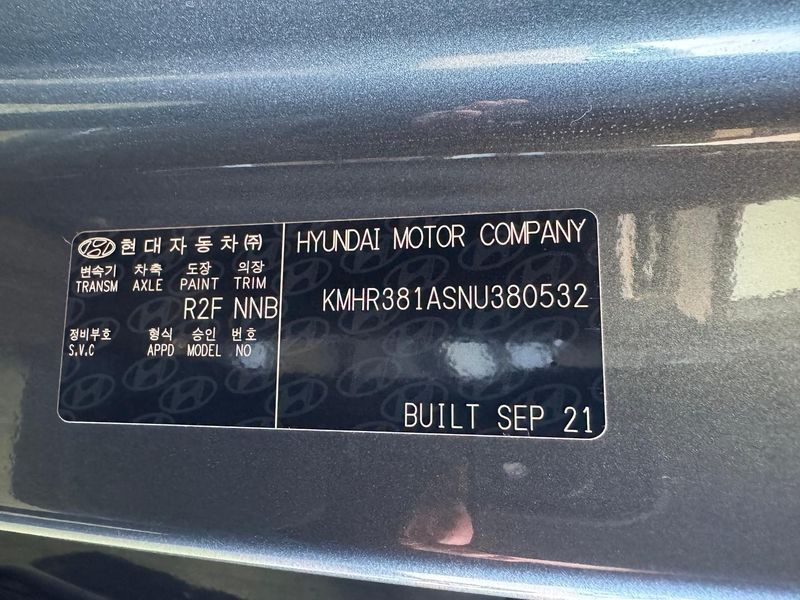 현대자동차㈜
변속기 차축 도장 의장
TRANSM AXLE PAINT TRIM
R2F NNB
정비부호 형식 승인 번호
S.V.C APPD MODEL NO
HYUNDAI MOTOR COMPANY
KMHR381ASNU380532
BUILT SEP 21